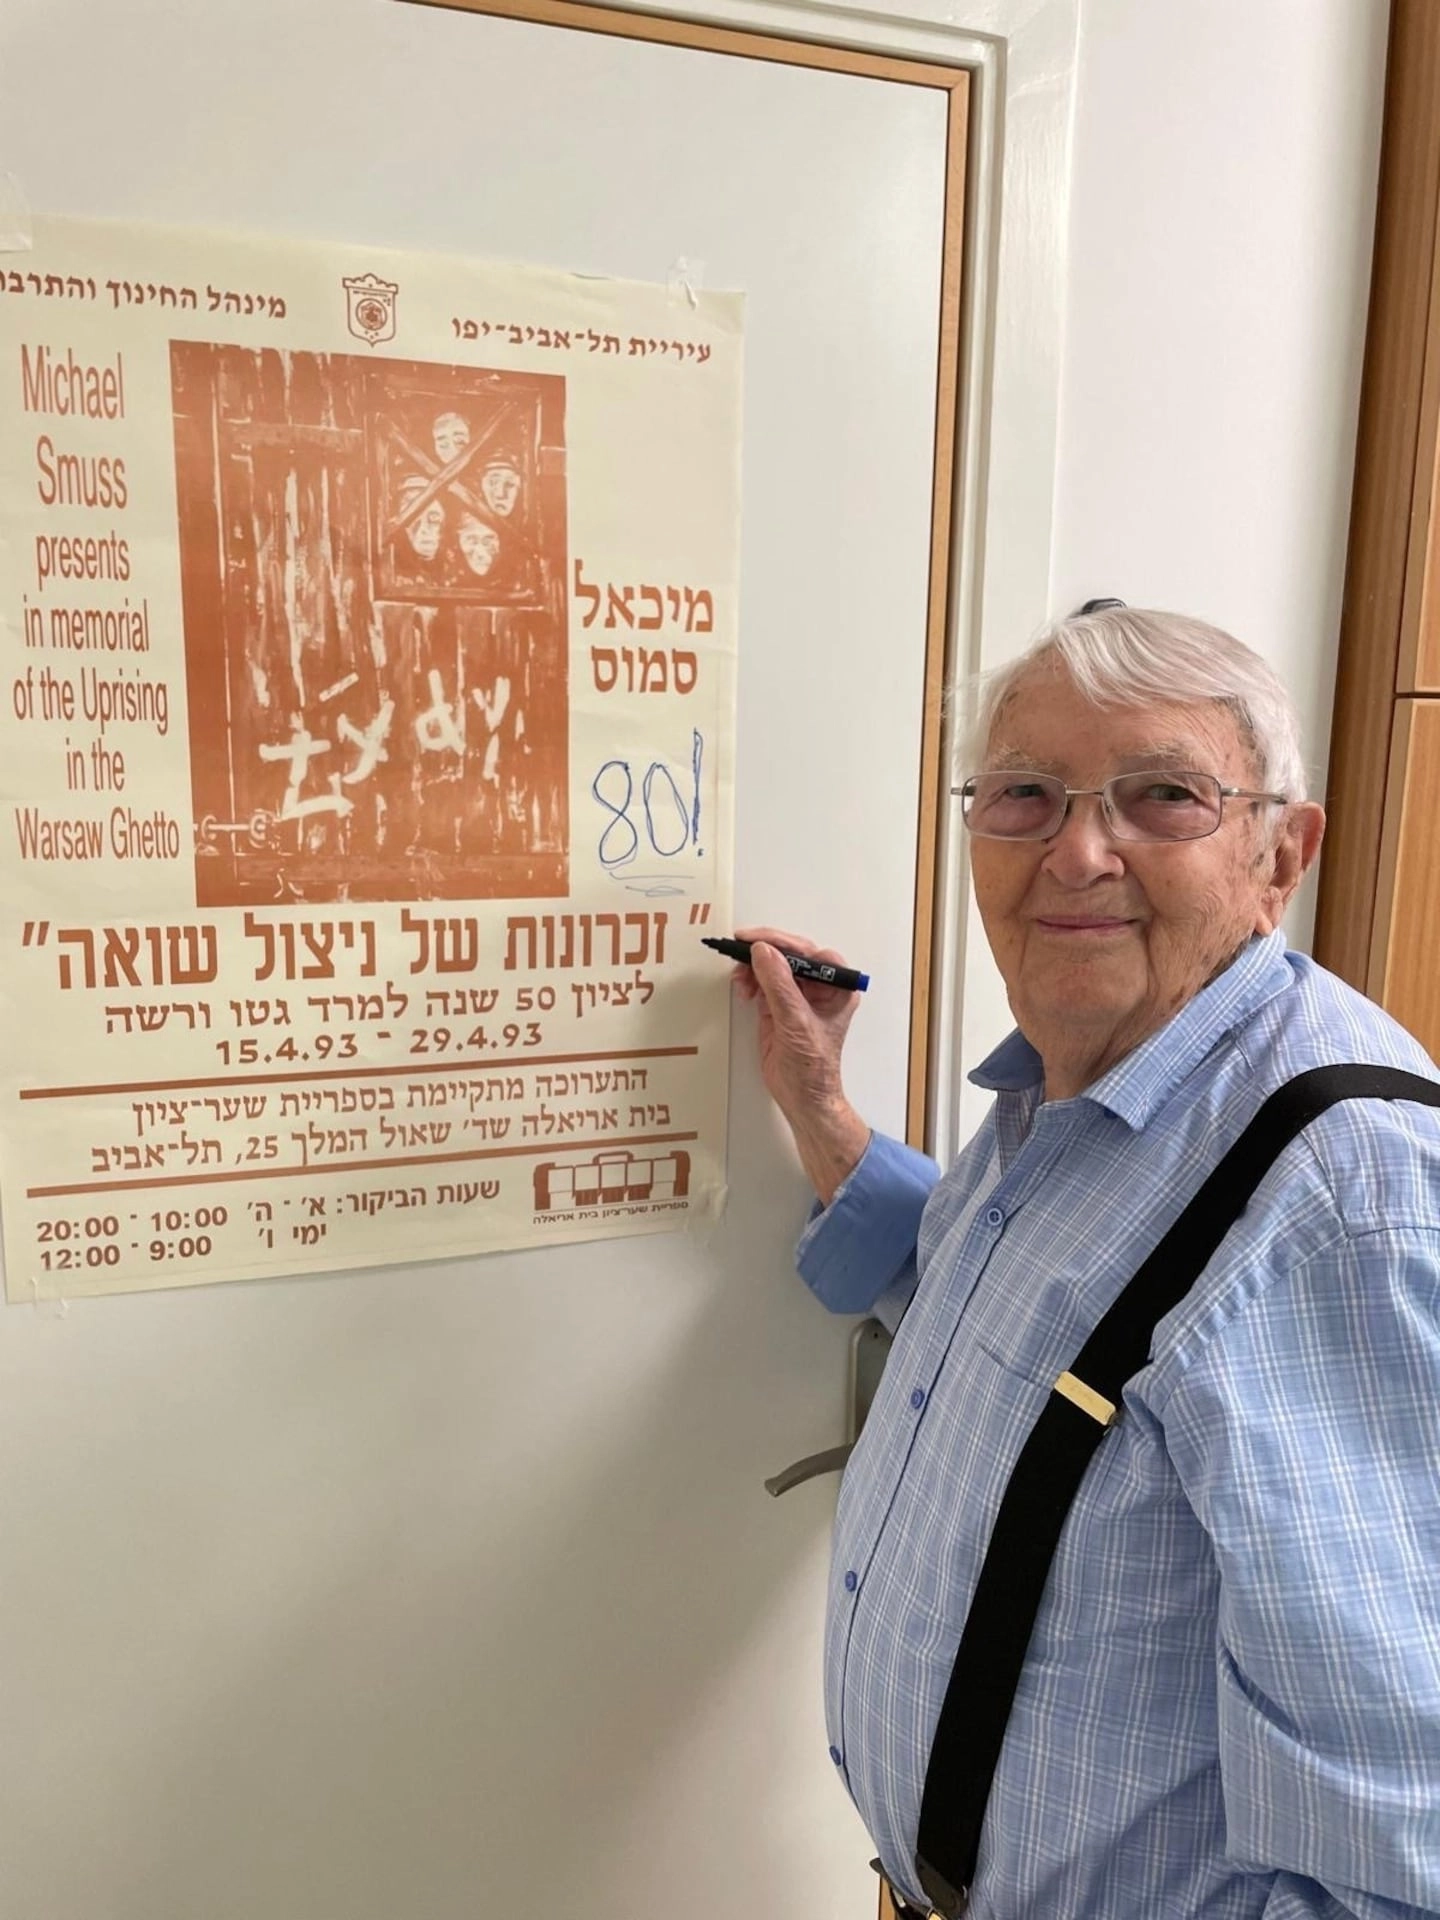 עיריית תל-אביב-יפו
מינהל החינוך והתרבו
Michael
Smuss
presents
in memorial
of the Uprising
in the
Warsaw Ghetto
żydy
מיכאל
סמוס
80!
"זכרונות של ניצול שואה"
לציון 50 שנה למרד גטו ורשה
15.4.93 - 29.4.93
התערוכה מתקיימת בספריית שער-ציון
בית אריאלה שד' שאול המלך 25, תל-אביב
שעות הביקור: א' - ה' 10:00 - 20:00
ימי ו' 9:00 - 12:00
ספריית שער-ציון בית אריאלה